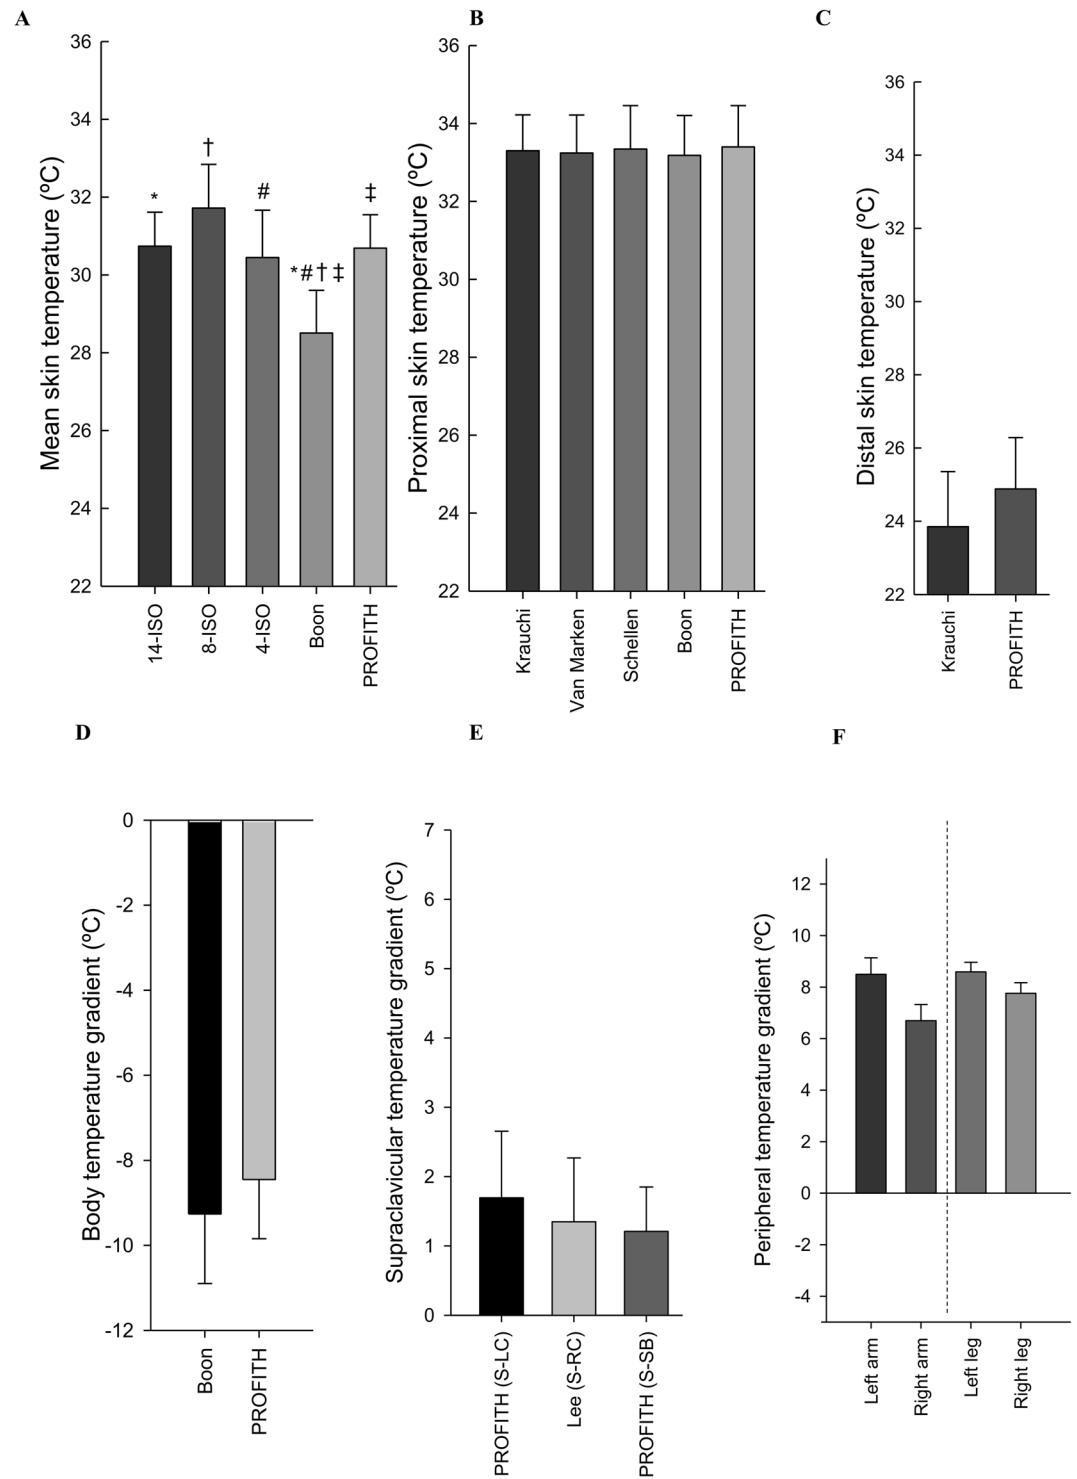 A
Mean skin temperature (ºC)
36
34
32
30
28
26
24
22
*
†
#
*#†‡
‡
14-ISO
8-ISO
4-ISO
Boon
PROFITH
B
Proximal skin temperature (ºC)
36
34
32
30
28
26
24
22
Krauchi
Van Marken
Schellen
Boon
PROFITH
C
Distal skin temperature (ºC)
36
34
32
30
28
26
24
22
Krauchi
PROFITH
D
Body temperature gradient (ºC)
0
-2
-4
-6
-8
-10
-12
Boon
PROFITH
E
Supraclavicular temperature gradient (ºC)
7
6
5
4
3
2
1
0
PROFITH (S-LC)
Lee (S-RC)
PROFITH (S-SB)
F
Peripheral temperature gradient (ºC)
12
10
8
6
4
2
0
-2
-4
Left arm
Right arm
Left leg
Right leg